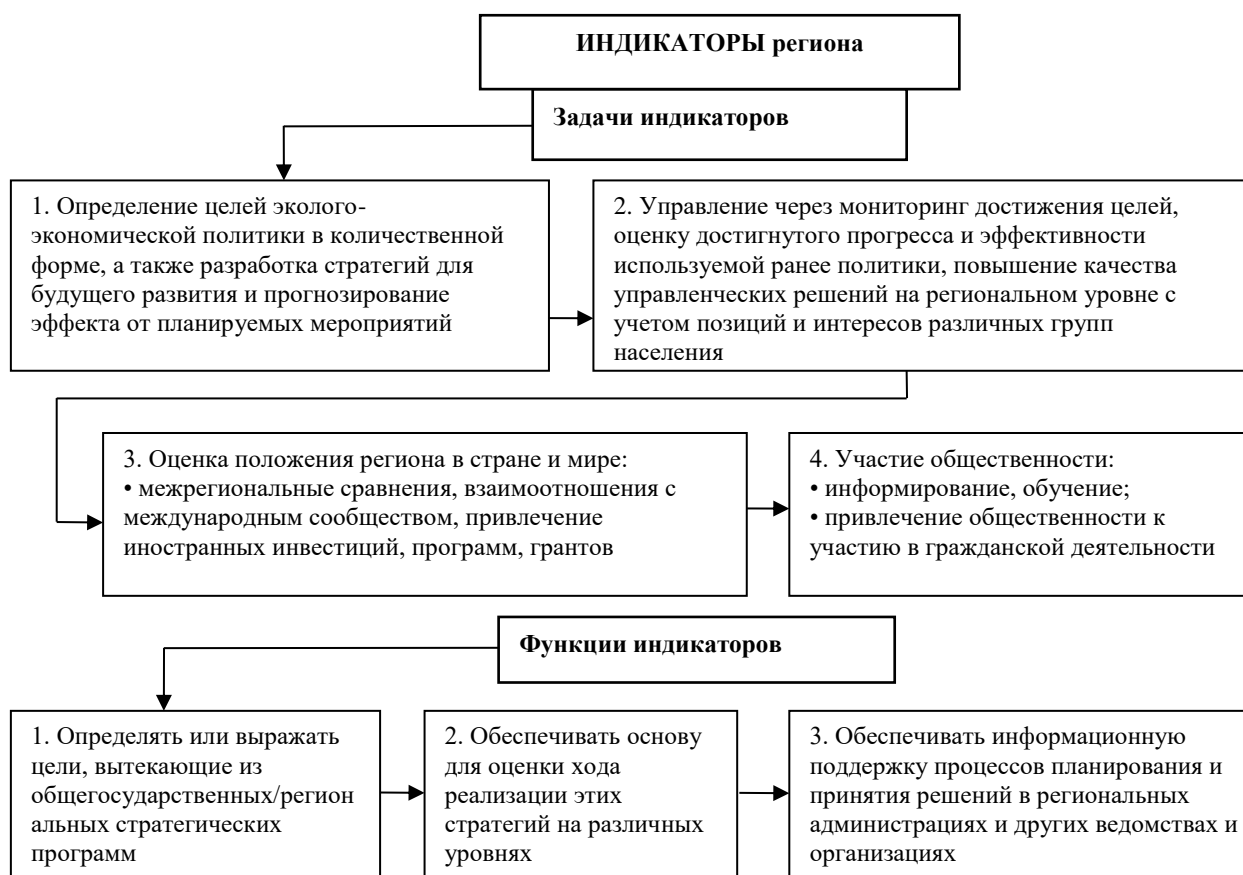 ИНДИКАТОРЫ региона
Задачи индикаторов
1. Определение целей эколого-
экономической политики в количественной
форме, а также разработка стратегий для
будущего развития и прогнозирование
эффекта от планируемых мероприятий
2. Управление через мониторинг достижения целей,
оценку достигнутого прогресса и эффективности
используемой ранее политики, повышение качества
управленческих решений на региональном уровне с
учетом позиций и интересов различных групп
населения
3. Оценка положения региона в стране и мире:
• межрегиональные сравнения, взаимоотношения с
международным сообществом, привлечение
иностранных инвестиций, программ, грантов
4. Участие общественности:
• информирование, обучение;
• привлечение общественности к
участию в гражданской деятельности
Функции индикаторов
1. Определять или выражать
цели, вытекающие из
общегосударственных/регион
альных стратегических
программ
2. Обеспечивать основу
для оценки хода
реализации этих
стратегий на различных
уровнях
3. Обеспечивать информационную
поддержку процессов планирования и
принятия решений в региональных
администрациях и других ведомствах и
организациях